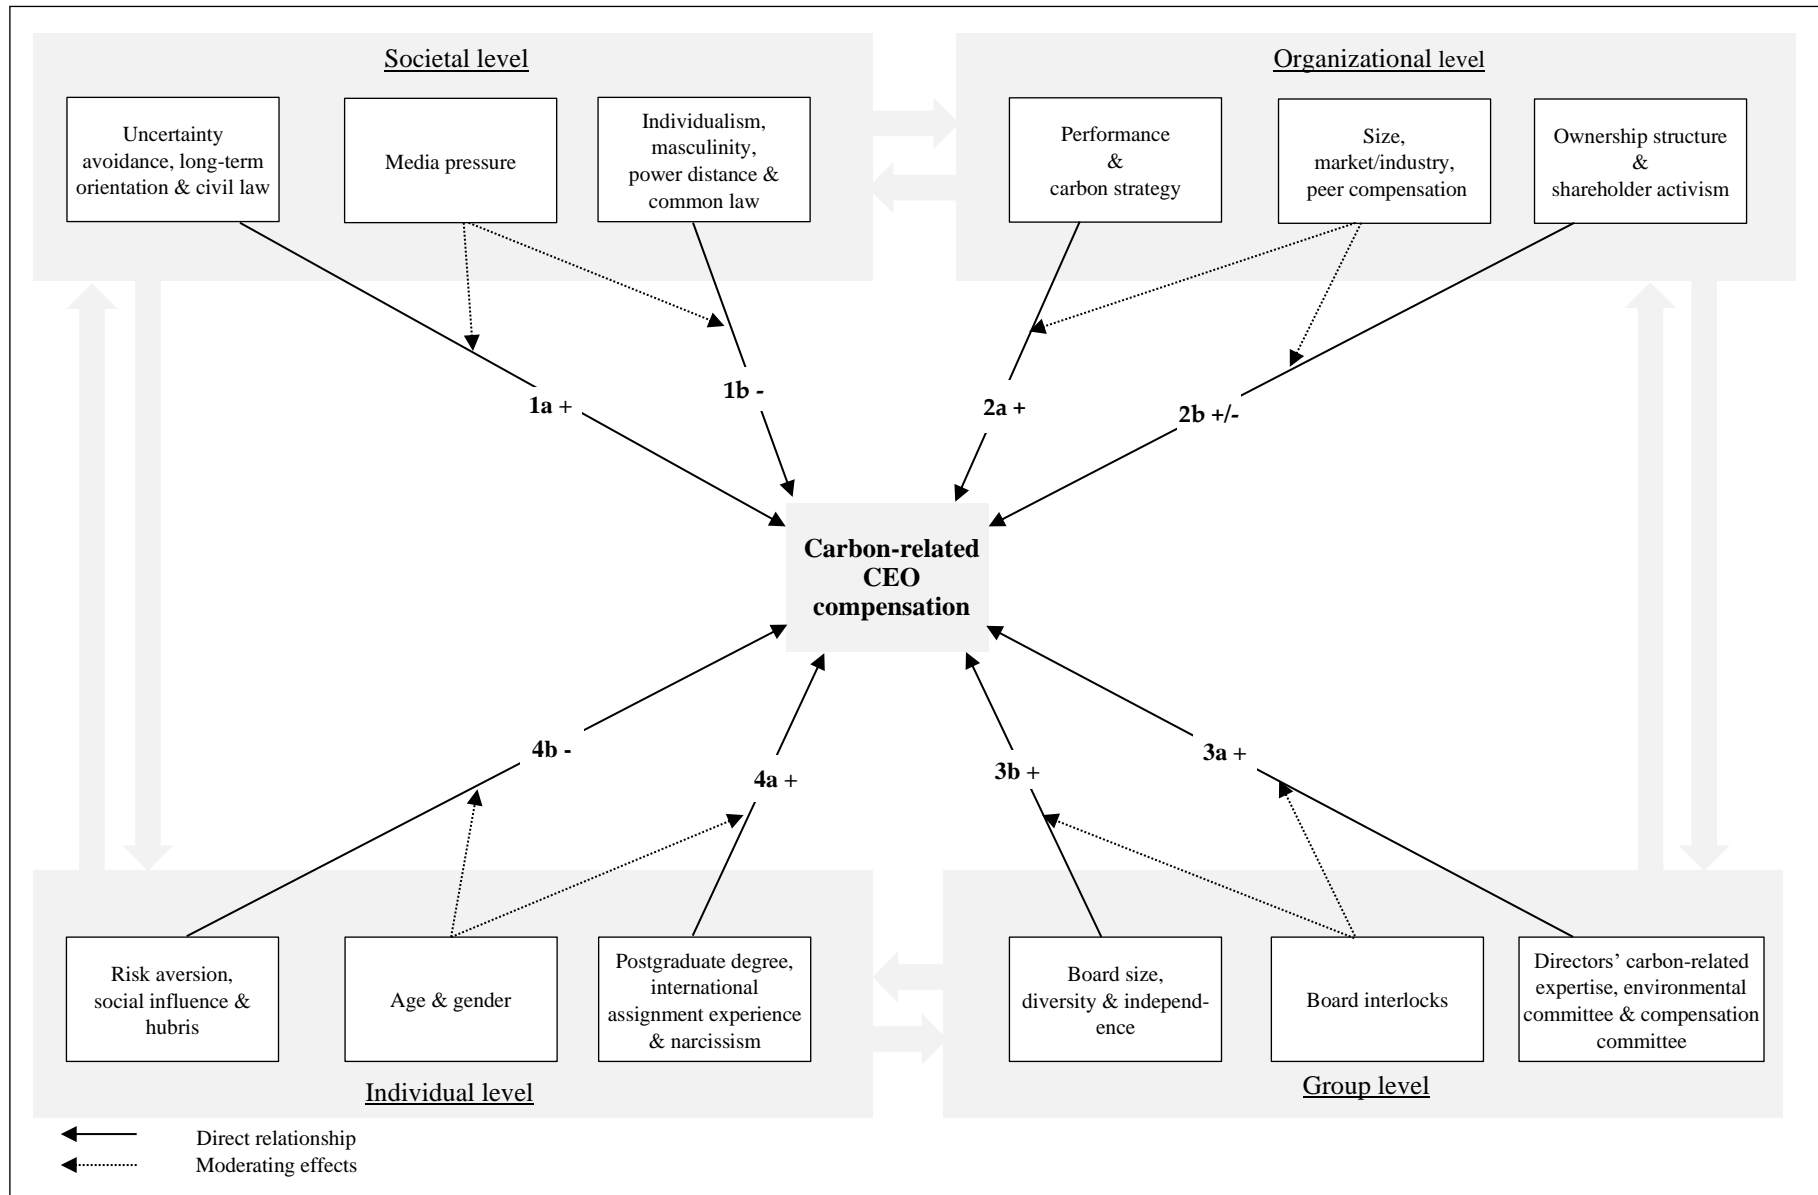 Societal level
Uncertainty
avoidance, long-term
orientation & civil law
Media pressure
Individualism,
masculinity,
power distance &
common law
Organizational level
Performance
&
carbon strategy
Size,
market/industry,
peer compensation
Ownership structure
&
shareholder activism
1a +
1b -
2a +
2b +/-
Carbon-related
CEO
compensation
4b -
4a +
3b +
3a +
Risk aversion,
social influence &
hubris
Age & gender
Postgraduate degree,
international
assignment experience
& narcissism
Individual level
Board size,
diversity & independ-
ence
Board interlocks
Directors’ carbon-related
expertise, environmental
committee & compensation
committee
Group level
Direct relationship
Moderating effects